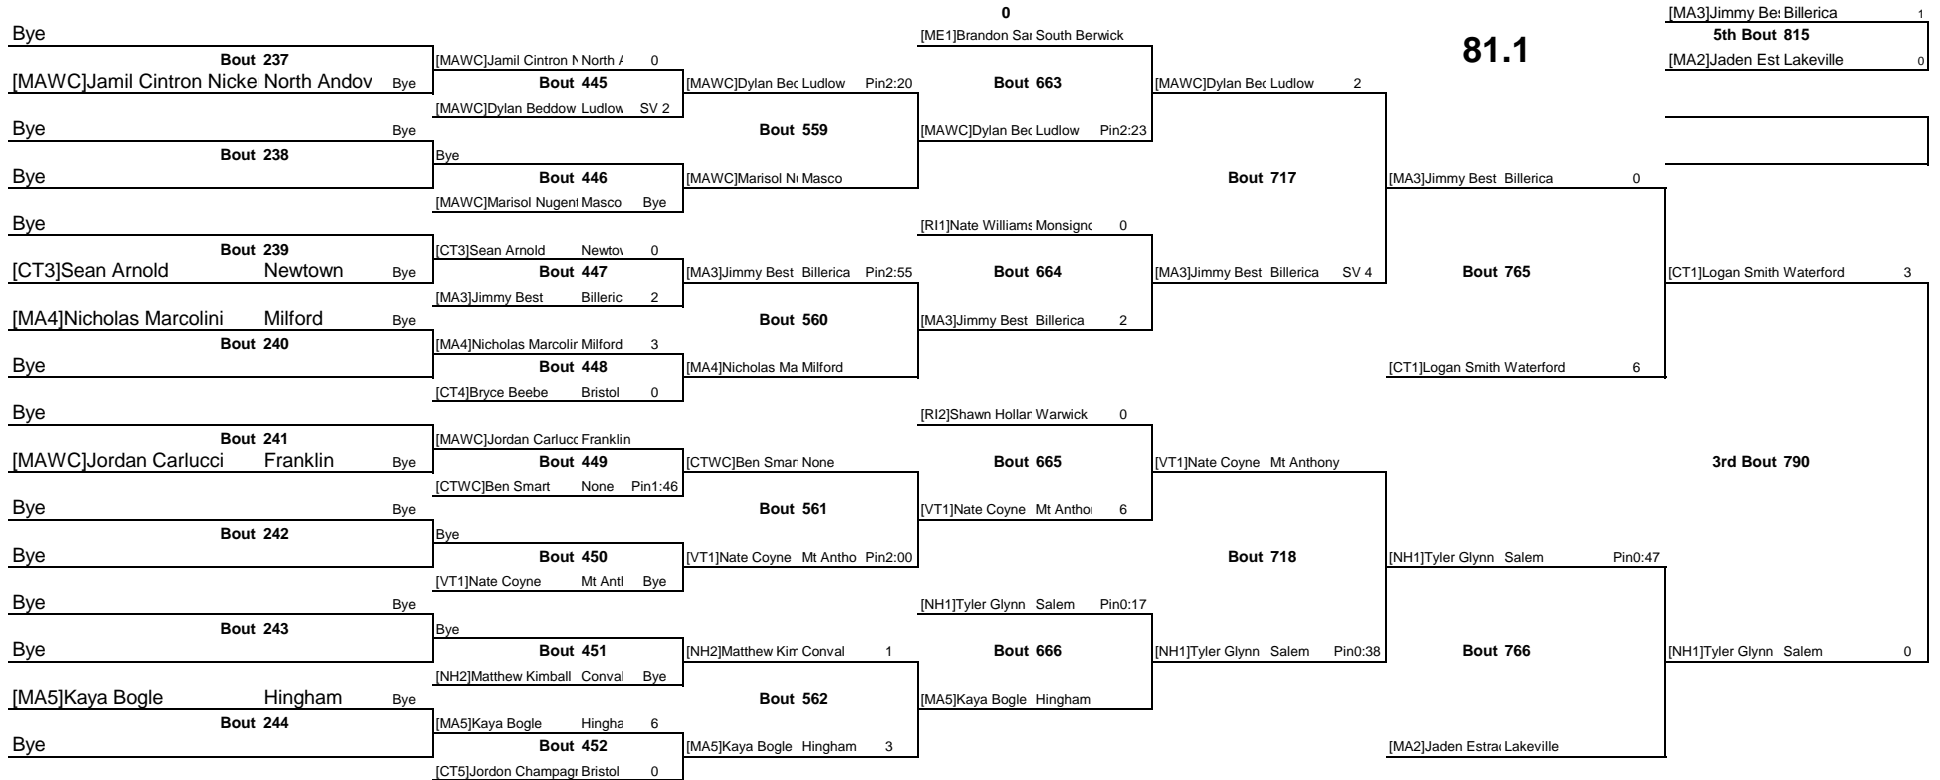 0
[MA3]Jimmy Bes Billerica 1
Bye
[ME1]Brandon Sar South Berwick
81.1
5th Bout 815
Bout 237
[MAWC]Jamil Cintron N North A 0
[MA2]Jaden Est Lakeville 0
[MAWC]Jamil Cintron Nicke North Andov Bye
Bout 445
[MAWC]Dylan Bec Ludlow Pin2:20
Bout 663
[MAWC]Dylan Bec Ludlow 2
[MAWC]Dylan Beddow Ludlow SV 2
Bye Bye
Bout 559
[MAWC]Dylan Bec Ludlow Pin2:23
Bout 238
Bye
Bye
Bout 446
[MAWC]Marisol Nu Masco
Bout 717
[MA3]Jimmy Best Billerica 0
[MAWC]Marisol Nugent Masco Bye
Bye
[RI1]Nate Williams Monsigno 0
Bout 239
[CT3]Sean Arnold Newtov 0
[CT3]Sean Arnold Newtown Bye
Bout 447
[MA3]Jimmy Best Billerica Pin2:55
Bout 664
[MA3]Jimmy Best Billerica SV 4
Bout 765
[CT1]Logan Smith Waterford 3
[MA3]Jimmy Best Billeric 2
[MA4]Nicholas Marcolini Milford Bye
Bout 560
[MA3]Jimmy Best Billerica 2
Bout 240
[MA4]Nicholas Marcolir Milford 3
Bye
Bout 448
[MA4]Nicholas Ma Milford
[CT1]Logan Smith Waterford 6
[CT4]Bryce Beebe Bristol 0
Bye
[RI2]Shawn Hollar Warwick 0
Bout 241
[MAWC]Jordan Carlucc Franklin
[MAWC]Jordan Carlucci Franklin Bye
Bout 449
[CTWC]Ben Smar None
Bout 665
[VT1]Nate Coyne Mt Anthony
3rd Bout 790
[CTWC]Ben Smart None Pin1:46
Bye Bye
Bout 561
[VT1]Nate Coyne Mt Antho 6
Bout 242
Bye
Bye
Bout 450
[VT1]Nate Coyne Mt Antho Pin2:00
Bout 718
[NH1]Tyler Glynn Salem Pin0:47
[VT1]Nate Coyne Mt Antl Bye
Bye Bye
[NH1]Tyler Glynn Salem Pin0:17
Bout 243
Bye
Bye
Bout 451
[NH2]Matthew Kim Conval 1
Bout 666
[NH1]Tyler Glynn Salem Pin0:38
Bout 766
[NH1]Tyler Glynn Salem 0
[NH2]Matthew Kimball Conval Bye
[MA5]Kaya Bogle Hingham Bye
Bout 562
[MA5]Kaya Bogle Hingham
Bout 244
[MA5]Kaya Bogle Hingha 6
Bye
Bout 452
[MA5]Kaya Bogle Hingham 3
[MA2]Jaden Estrac Lakeville
[CT5]Jordon Champagr Bristol 0